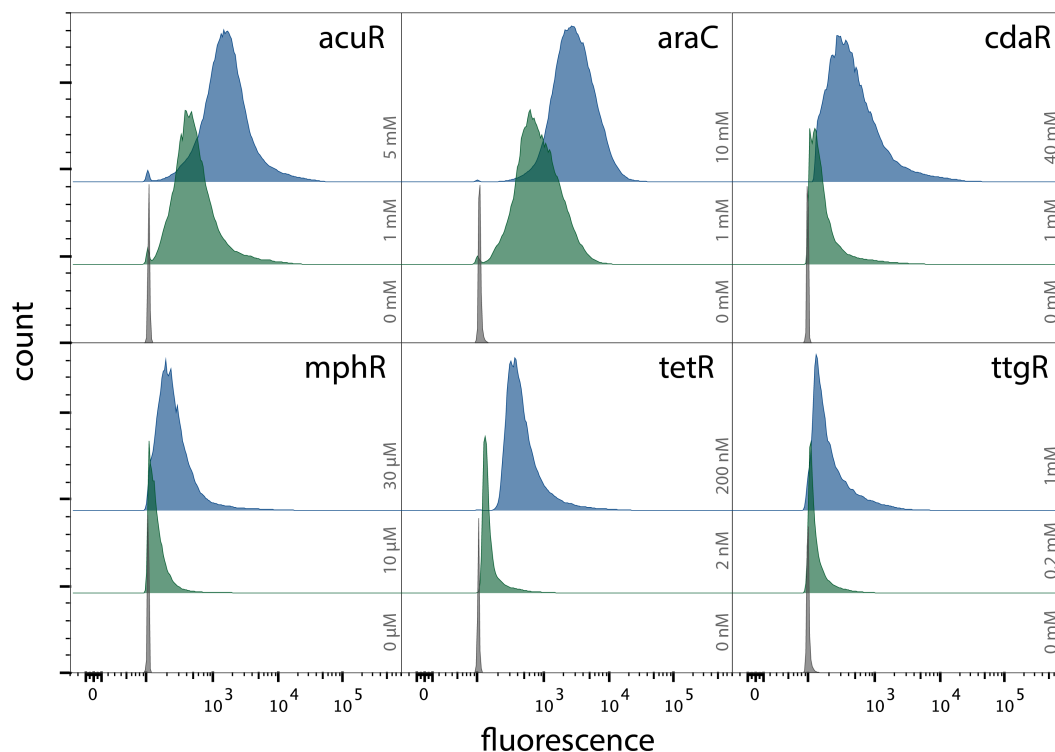 acuR
araC
cdaR
5 mM
10 mM
40 mM
1 mM
1 mM
1 mM
0 mM
0 mM
0 mM
count
mphR
tetR
ttgR
30 µM
200 nM
1mM
10 µM
2 nM
0.2 mM
0 µM
0 nM
0 mM
0 10³ 10⁴ 10⁵
0 10³ 10⁴ 10⁵
0 10³ 10⁴ 10⁵
fluorescence